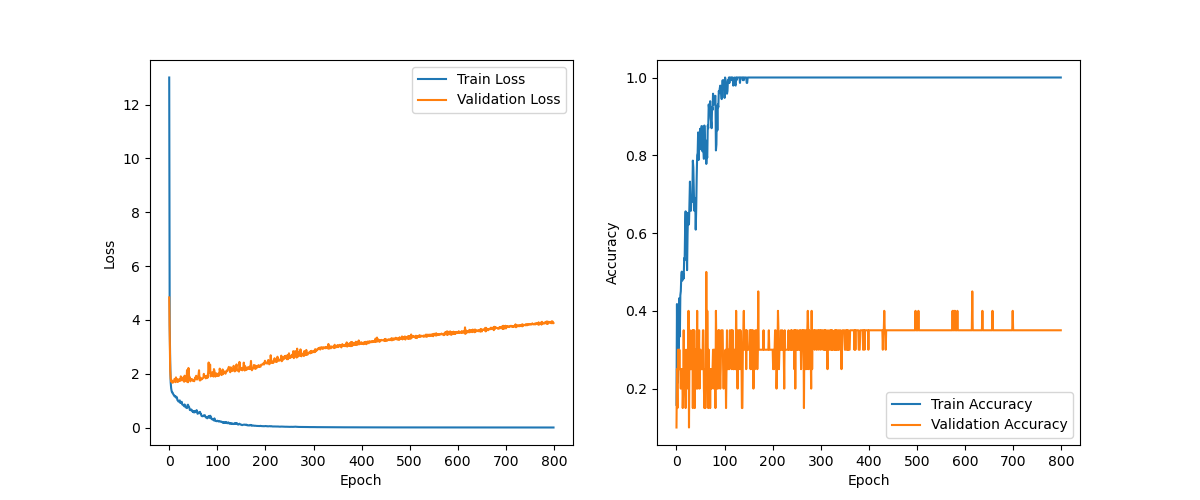 12
10
8
6
4
2
0
Loss
0 100 200 300 400 500 600 700 800
Epoch
Train Loss
Validation Loss
1.0
0.8
0.6
0.4
0.2
Accuracy
0 100 200 300 400 500 600 700 800
Epoch
Train Accuracy
Validation Accuracy